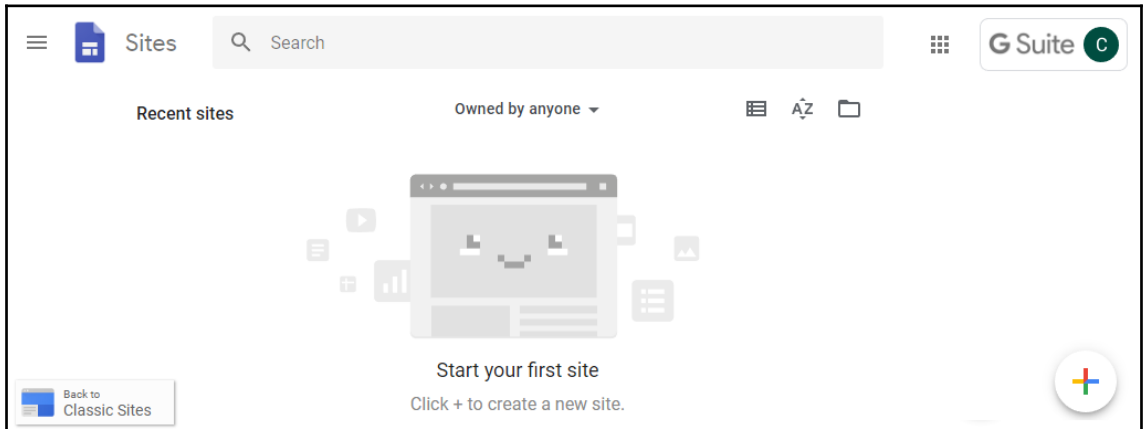 Sites
Search
G Suite
C
Recent sites
Owned by anyone
AZ
Start your first site
Click + to create a new site.
Back to
Classic Sites